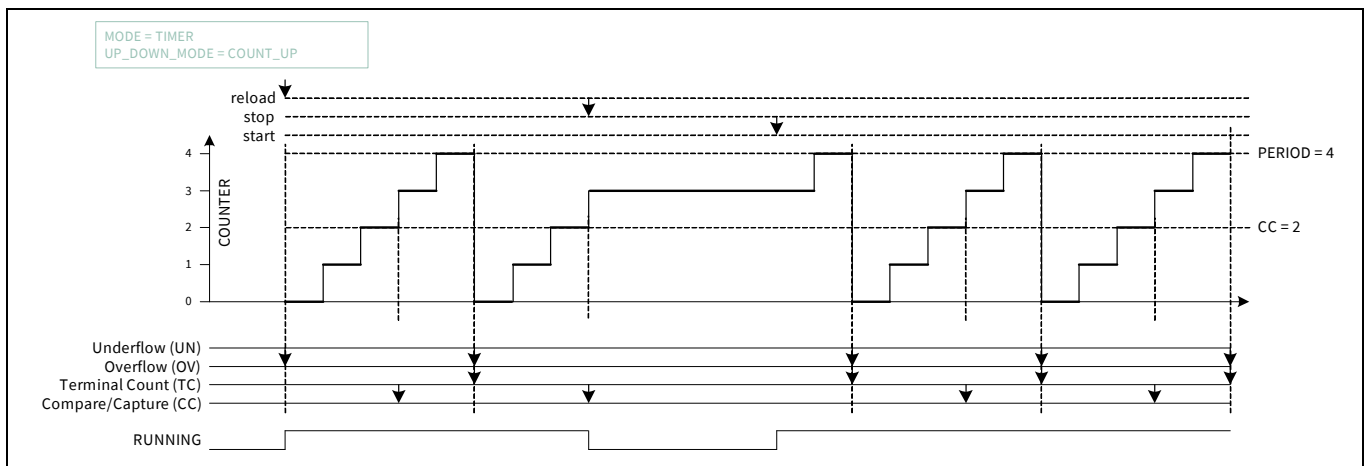 MODE = TIMER
UP_DOWN_MODE = COUNT_UP
reload
stop
start
4
PERIOD = 4
3
COUNTER
2
CC = 2
1
0
Underflow (UN)
Overflow (OV)
Terminal Count (TC)
Compare/Capture (CC)
RUNNING